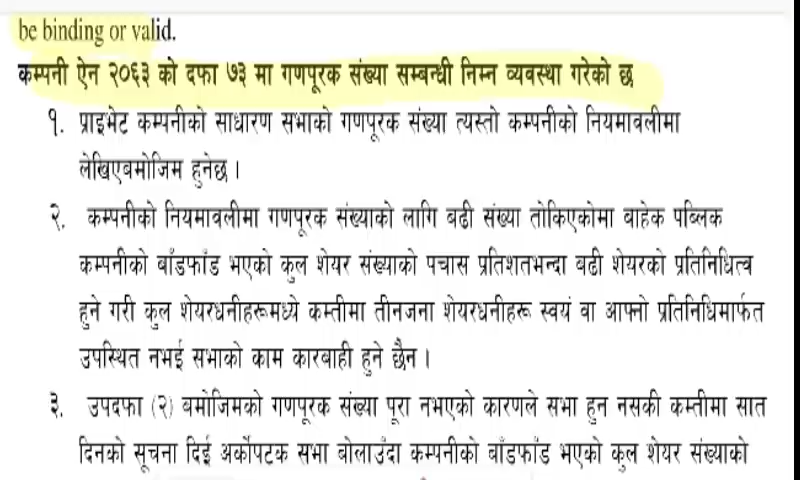 be binding or valid.
कम्पनी ऐन २०६३ को दफा ७३ मा गणपूरक संख्या सम्बन्धी निम्न व्यवस्था गरेको छ
१. प्राइभेट कम्पनीको साधारण सभाको गणपूरक संख्या त्यस्तो कम्पनीको नियमावलीमा
लेखिएबमोजिम हुनेछ ।
२. कम्पनीको नियमावलीमा गणपूरक संख्याको लागि बढी संख्या तोकिएकोमा बाहेक पब्लिक
कम्पनीको बाँडफाँड भएको कुल शेयर संख्याको पचास प्रतिशतभन्दा बढी शेयरको प्रतिनिधित्व
हुने गरी कुल शेयरधनीहरूमध्ये कम्तीमा तीनजना शेयरधनीहरू स्वयं वा आफ्नो प्रतिनिधिमार्फत
उपस्थित नभई सभाको काम कारबाही हुने छैन ।
३. उपदफा (२) बमोजिमको गणपूरक संख्या पूरा नभएको कारणले सभा हुन नसकी कम्तीमा सात
दिनको सूचना दिई अर्कोपटक सभा बोलाउँदा कम्पनीको बाँडफाँड भएको कुल शेयर संख्याको